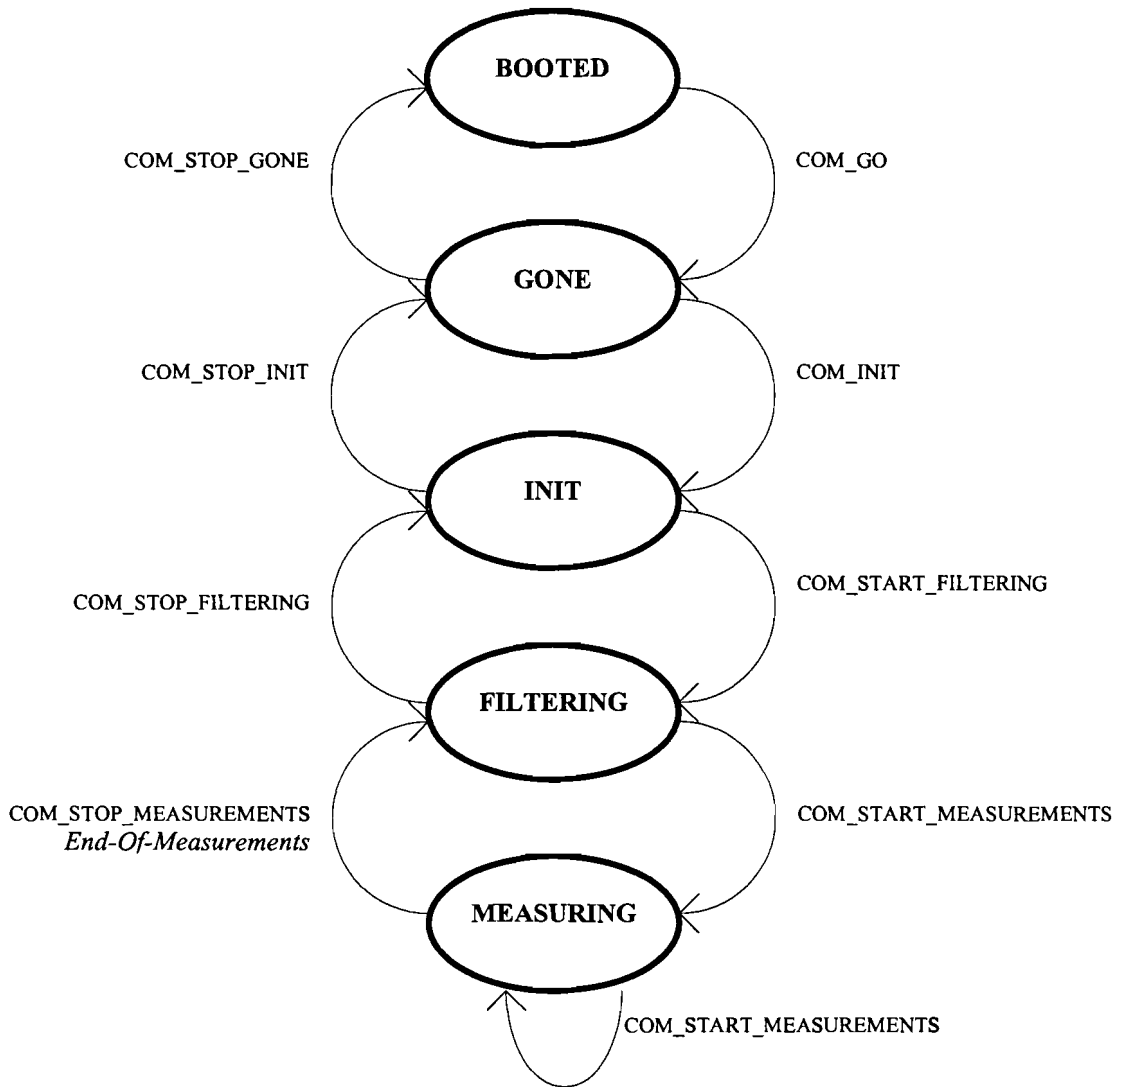 BOOTED
COM_STOP_GONE
COM_GO
GONE
COM_STOP_INIT
COM_INIT
INIT
COM_STOP_FILTERING
COM_START_FILTERING
FILTERING
COM_STOP_MEASUREMENTS
End-Of-Measurements
COM_START_MEASUREMENTS
MEASURING
COM_START_MEASUREMENTS